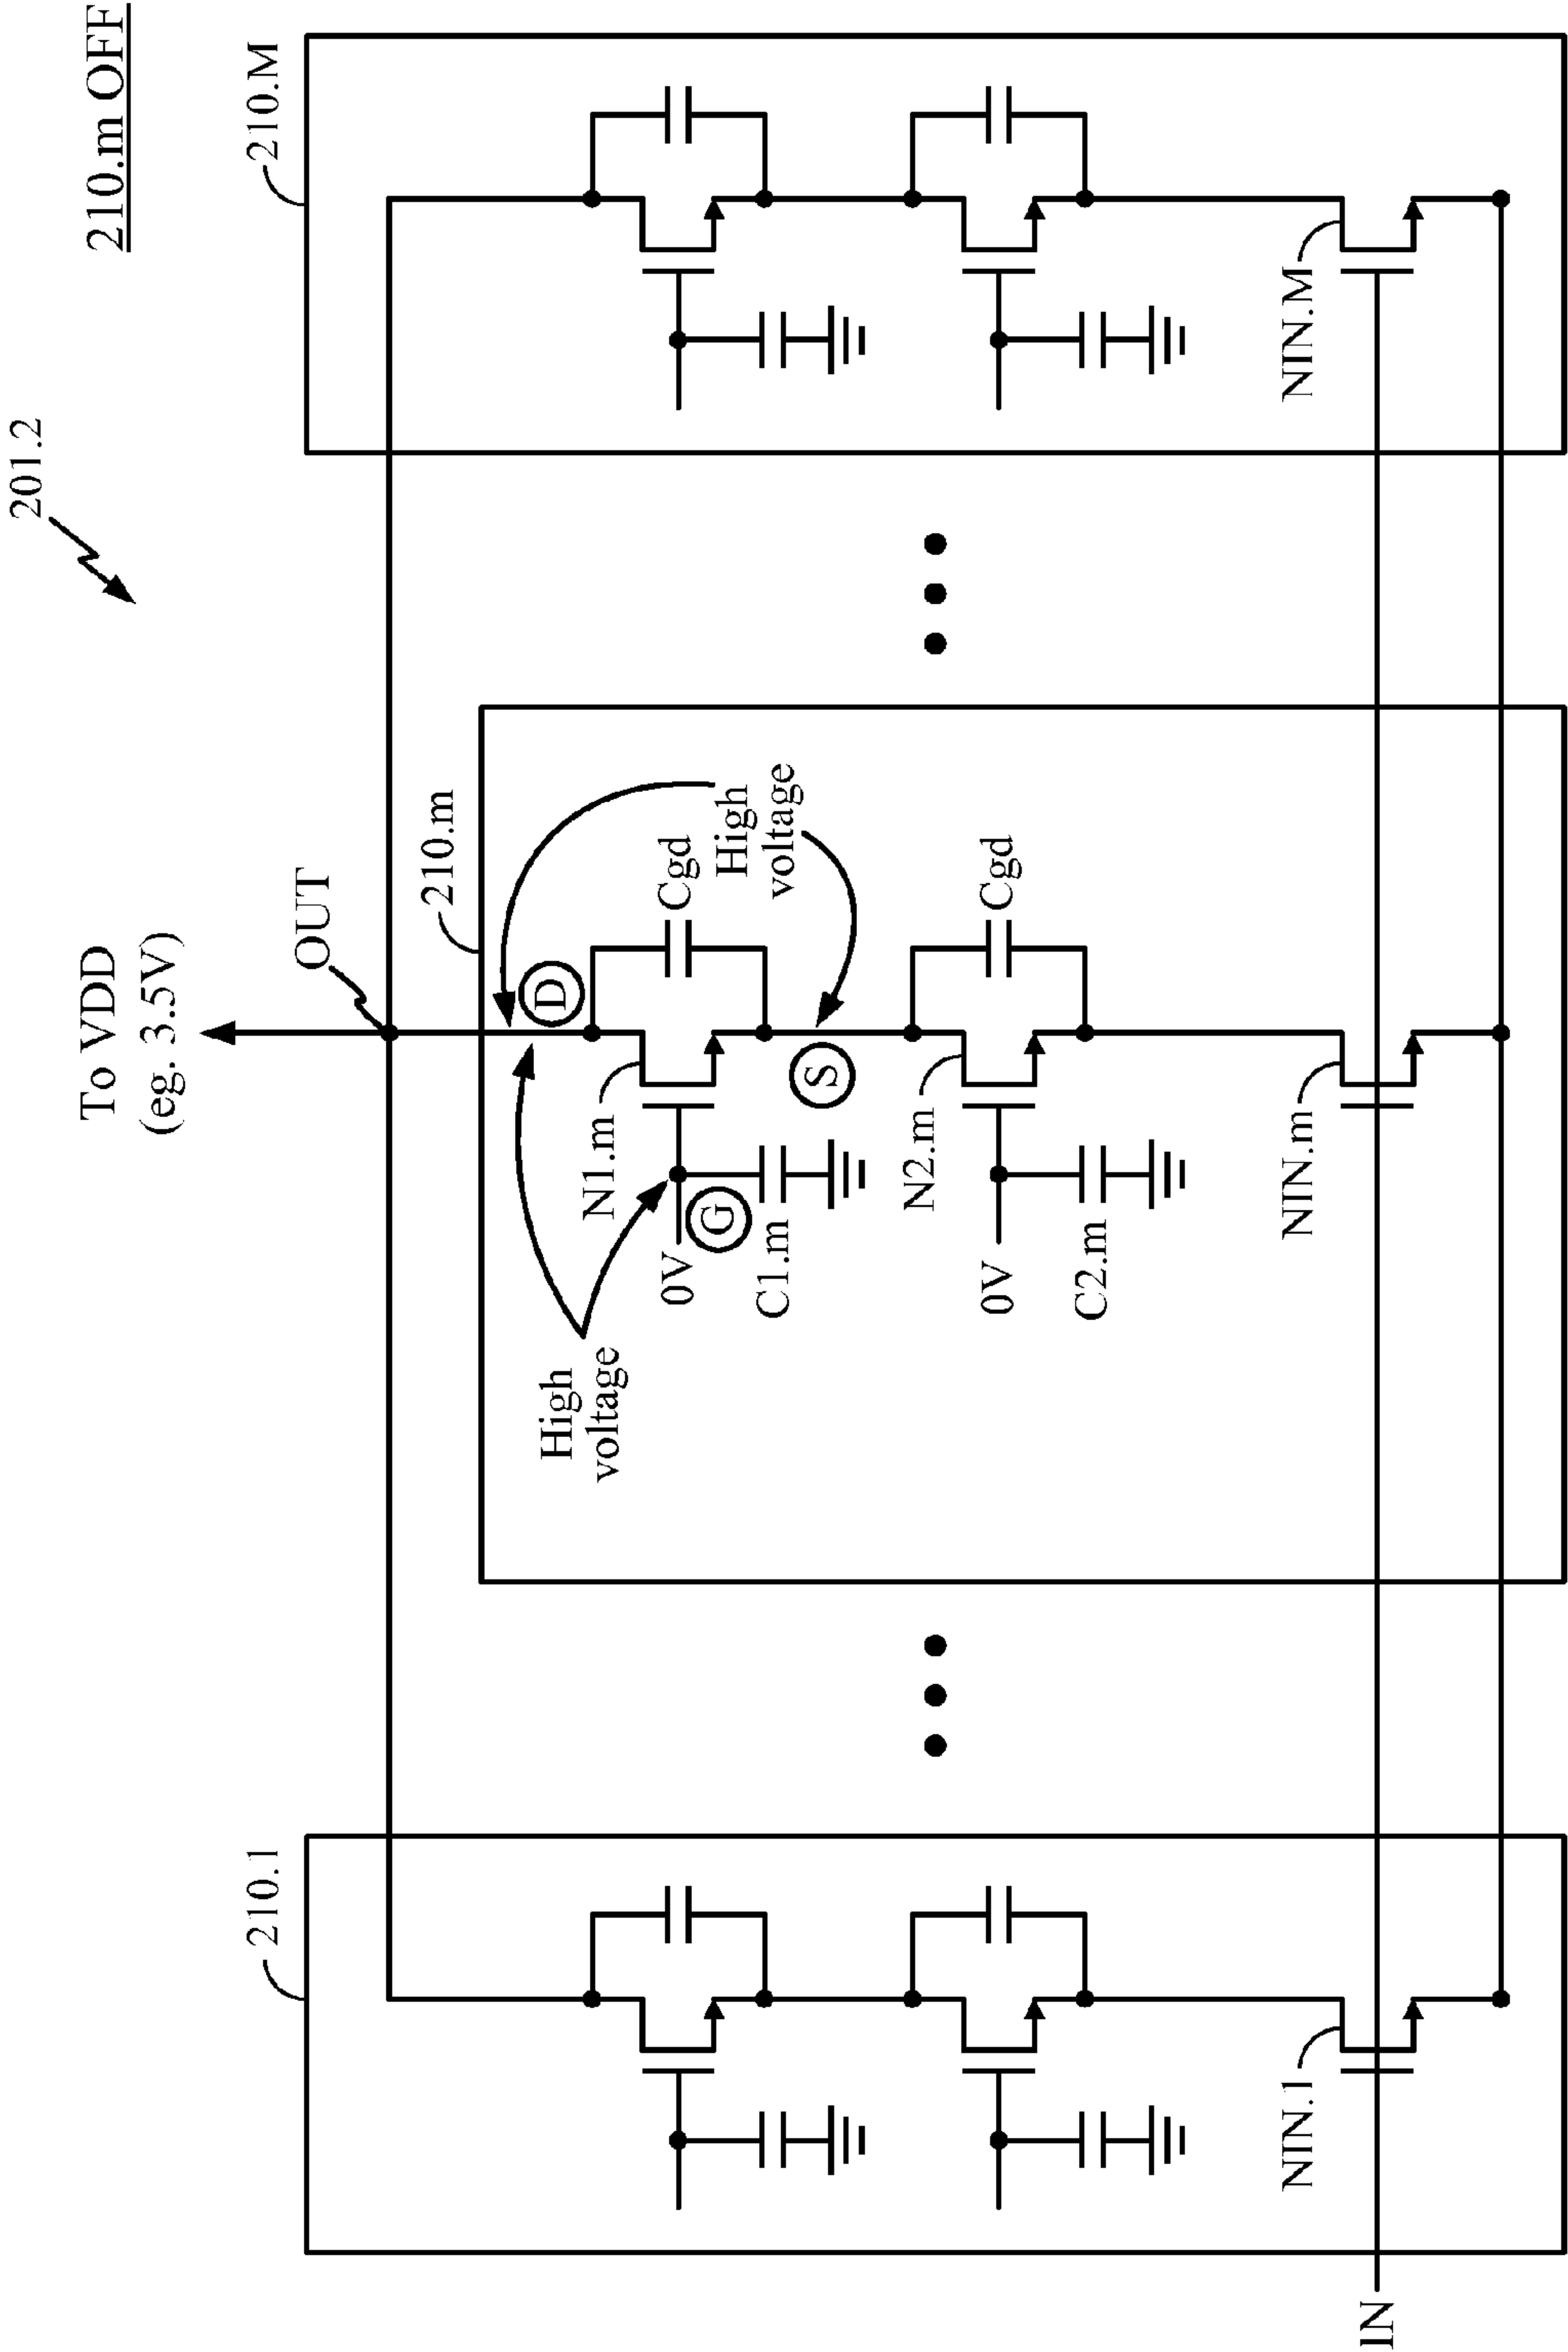 201.2
210.m OFF
To VDD
(eg. 3.5V)
OUT
210.1
210.m
210.M
High
voltage
D
N1.m
Cgd
0V
G
C1.m
High
voltage
S
N2.m
Cgd
0V
C2.m
NIN.1
NIN.m
NIN.M
IN